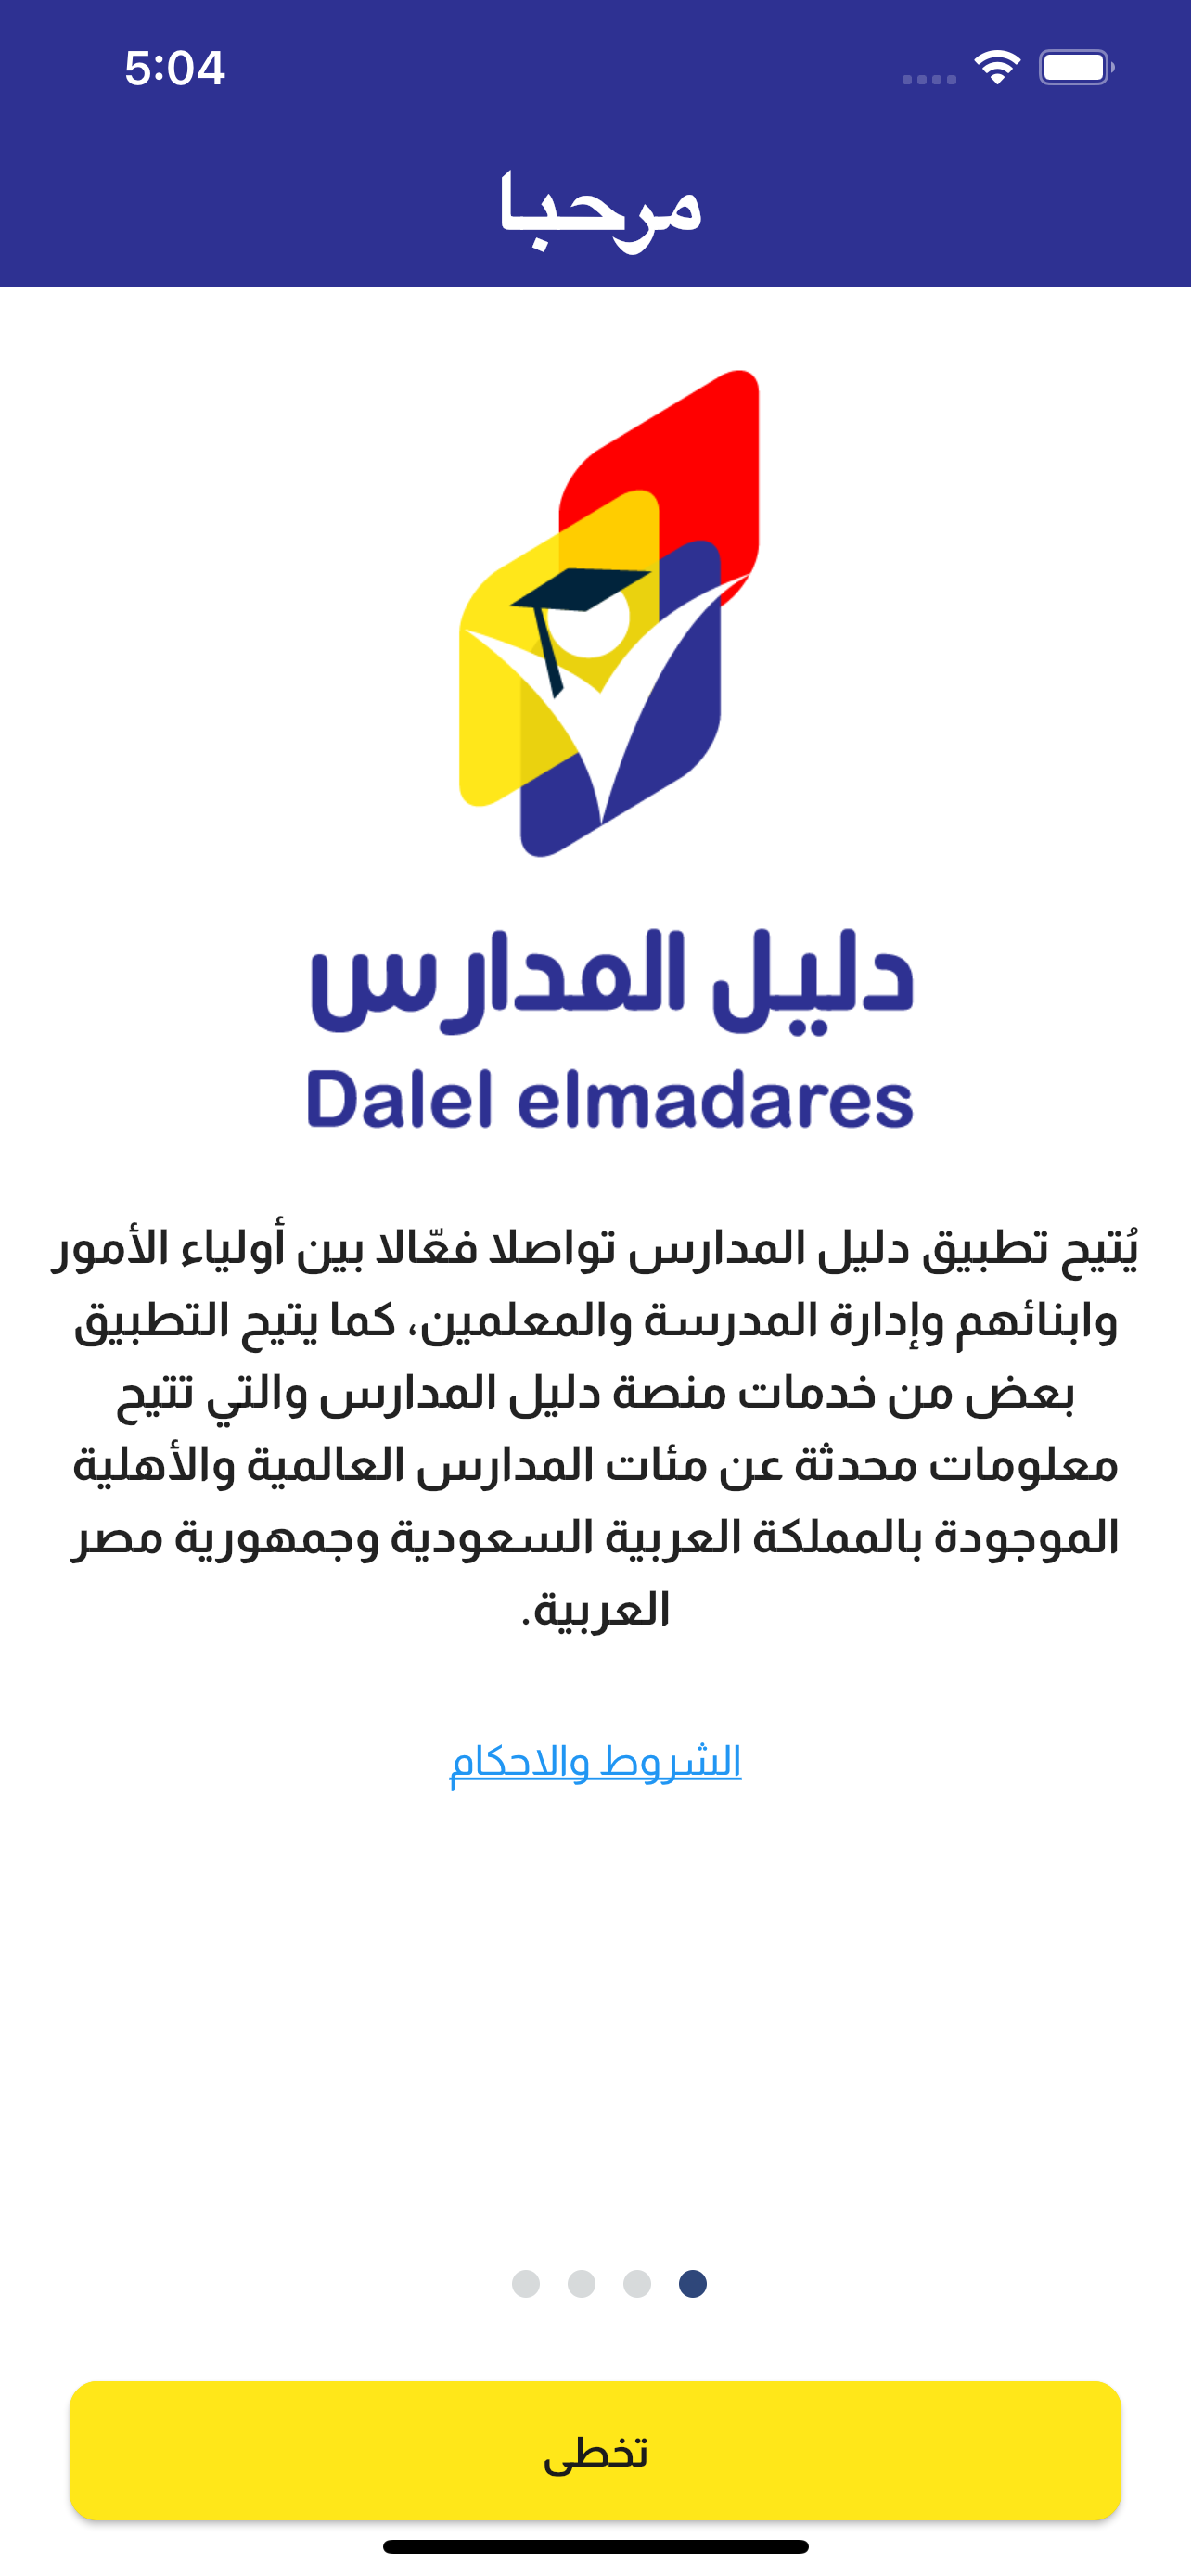 5:04
مرحبا
دليل المدارس
Dalel elmadares
يُتيح تطبيق دليل المدارس تواصلا فعّالا بين أولياء الأمور
وابنائهم وإدارة المدرسة والمعلمين، كما يتيح التطبيق
بعض من خدمات منصة دليل المدارس والتي تتيح
معلومات محدثة عن مئات المدارس العالمية والأهلية
الموجودة بالمملكة العربية السعودية وجمهورية مصر
العربية.
الشروط والاحكام
تخطى